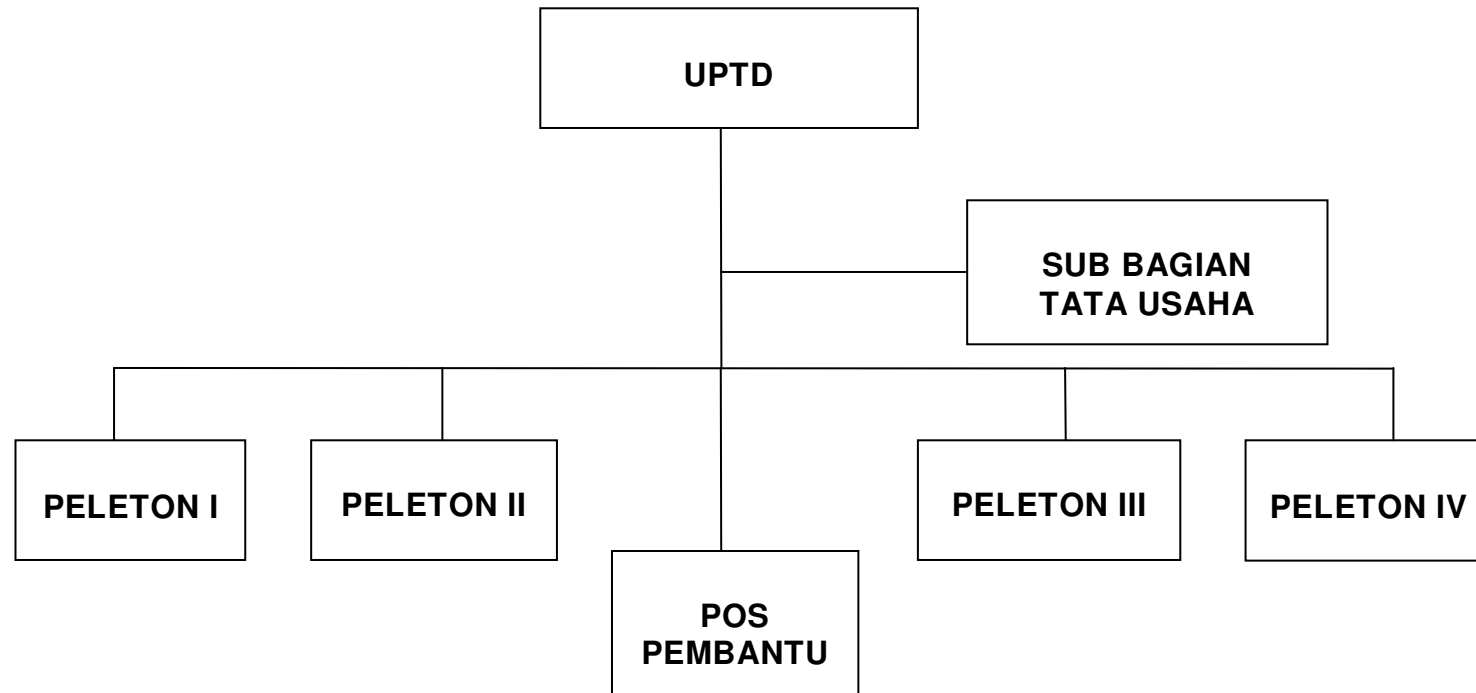 UPTD
SUB BAGIAN
TATA USAHA
PELETON I
PELETON II
PELETON III
PELETON IV
POS
PEMBANTU